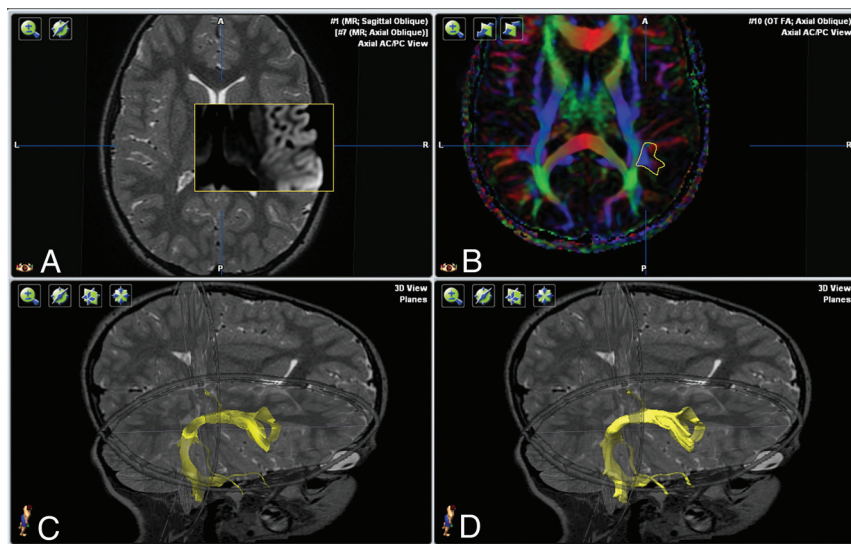 #1 (MR; Sagittal Oblique)
[#7 (MR; Axial Oblique)]
Axial AC/PC View
A
L
R
P
A
#10 (OT FA; Axial Oblique)
Axial AC/PC View
A
L
R
P
B
3D View
Planes
C
3D View
Planes
D